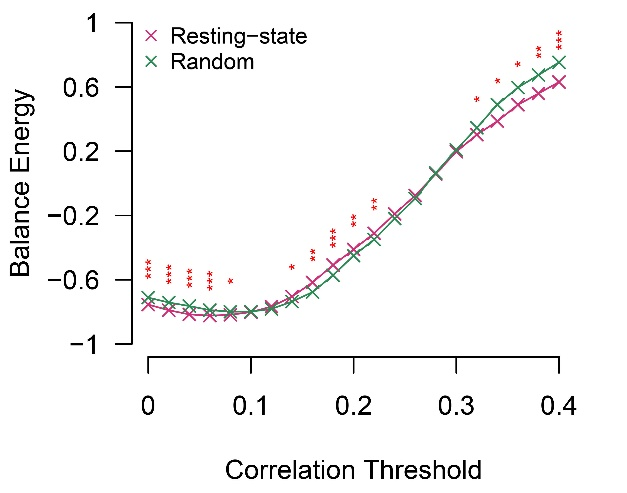 Resting−state
Random
1
0.6
0.2
−0.2
−0.6
−1
Balance Energy
*** *** *** *** * * ** *** ** ** * * * ** ***
0 0.1 0.2 0.3 0.4
Correlation Threshold